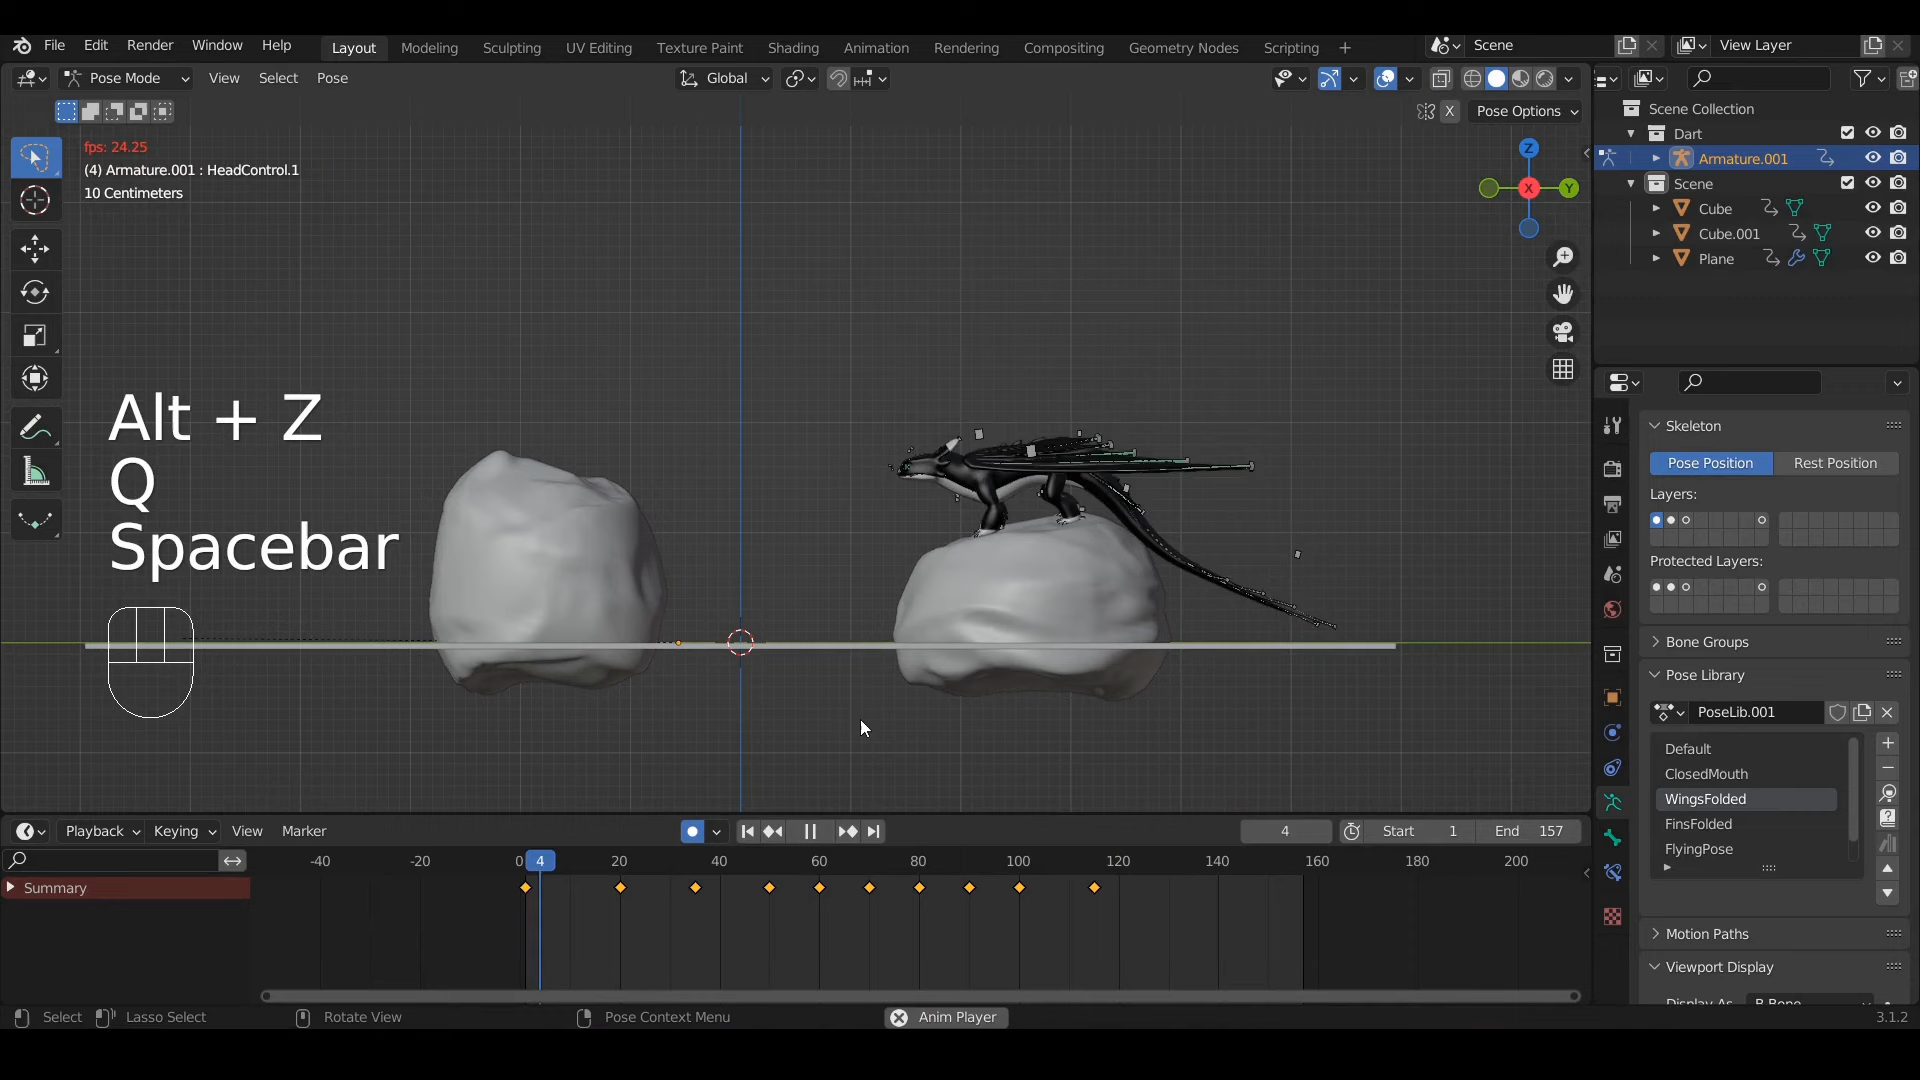 File Edit Render Window Help Layout Modeling Sculpting UV Editing Texture Paint Shading Animation Rendering Compositing Geometry Nodes Scripting + Scene View Layer
Pose Mode View Select Pose Global
X Pose Options
fps: 24.25
(4) Armature.001 : HeadControl.1
10 Centimeters
Z
X
Y
Alt + Z
Q
Spacebar
Scene Collection
Dart
Armature.001
Scene
Cube
Cube.001
Plane
Skeleton
Pose Position Rest Position
Layers:
Protected Layers:
Bone Groups
Pose Library
PoseLib.001
Default
ClosedMouth
WingsFolded
FinsFolded
FlyingPose
Motion Paths
Viewport Display
Display As B-Bone
Playback Keying View Marker 4 Start 1 End 157
-40 -20 0 4 20 40 60 80 100 120 140 160 180 200
Summary
Select Lasso Select Rotate View Pose Context Menu Anim Player 3.1.2